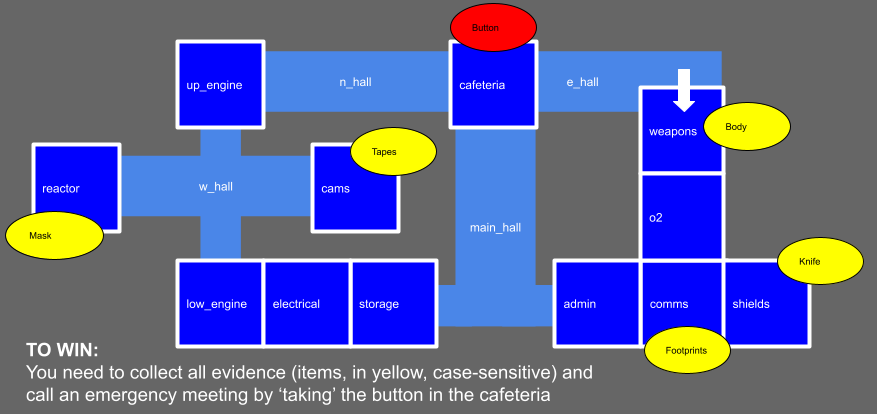 Button
up_engine
n_hall
cafeteria
e_hall
weapons
Body
Tapes
reactor
w_hall
cams
Mask
main_hall
o2
Knife
low_engine
electrical
storage
admin
comms
shields
Footprints
TO WIN:
You need to collect all evidence (items, in yellow, case-sensitive) and
call an emergency meeting by ‘taking’ the button in the cafeteria